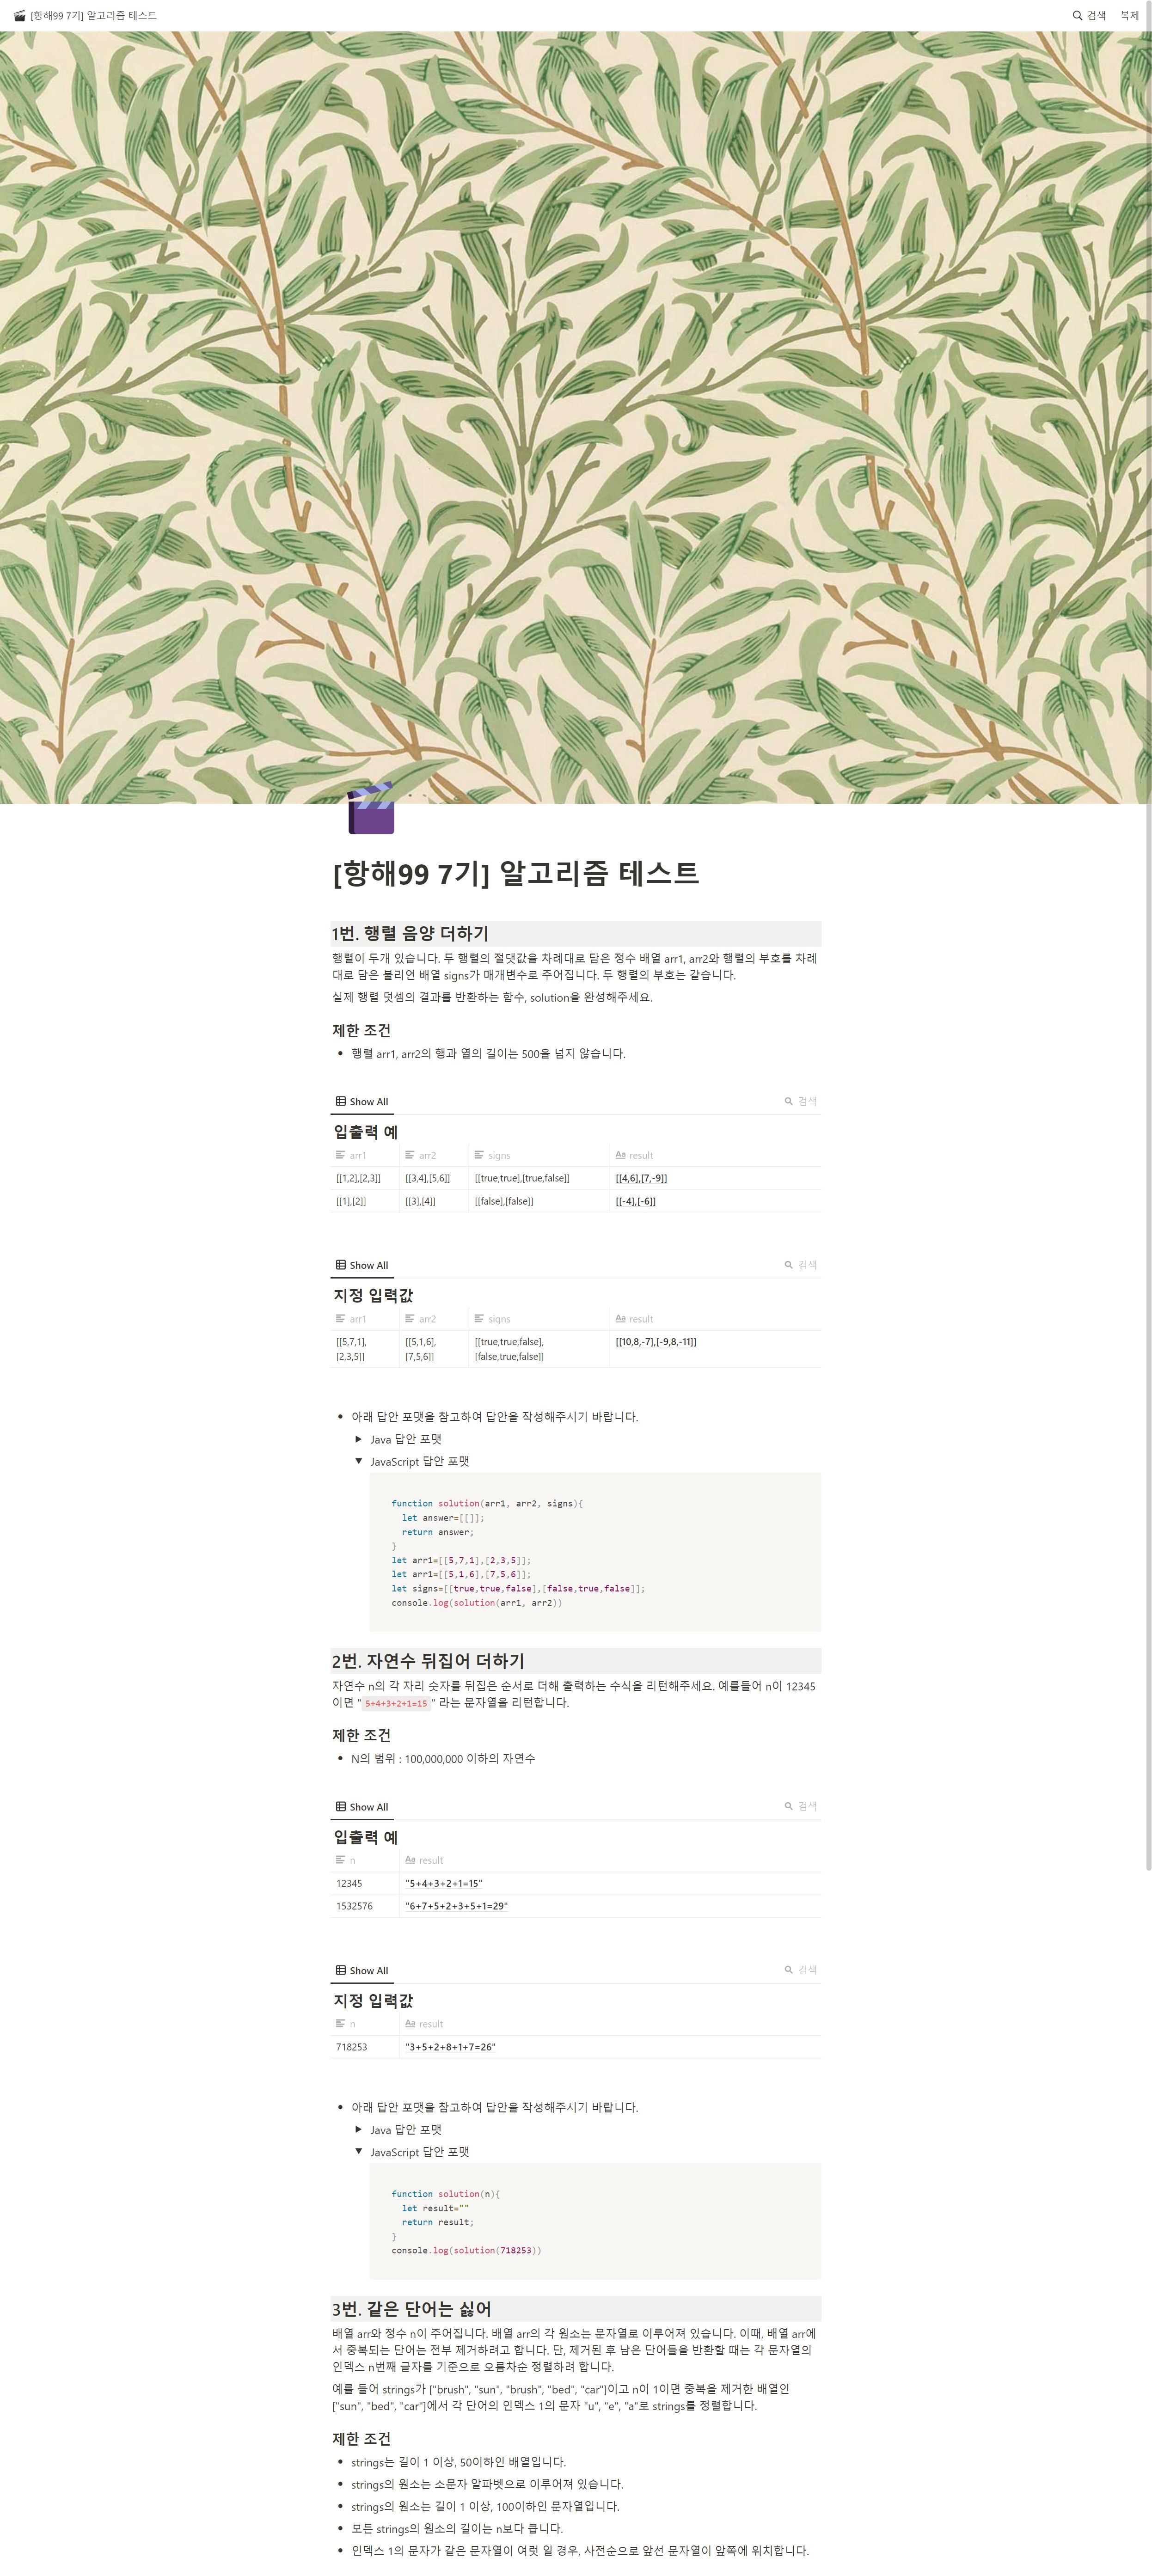 [항해99 7기] 알고리즘 테스트
검색 복제
[항해99 7기] 알고리즘 테스트
1번. 행렬 음양 더하기
행렬이 두개 있습니다. 두 행렬의 절댓값을 차례대로 담은 정수 배열 arr1, arr2와 행렬의 부호를 차례
대로 담은 불리언 배열 signs가 매개변수로 주어집니다. 두 행렬의 부호는 같습니다.
실제 행렬 덧셈의 결과를 반환하는 함수, solution을 완성해주세요.
제한 조건
• 행렬 arr1, arr2의 행과 열의 길이는 500을 넘지 않습니다.
Show All 검색
입출력 예
arr1 arr2 signs Aa result
[[1,2],[2,3]] [[3,4],[5,6]] [[true,true],[true,false]] [[4,6],[7,-9]]
[[1],[2]] [[3],[4]] [[false],[false]] [[-4],[-6]]
Show All 검색
지정 입력값
arr1 arr2 signs Aa result
[[5,7,1], [[5,1,6], [[true,true,false], [[10,8,-7],[-9,8,-11]]
[2,3,5]] [7,5,6]] [false,true,false]]
• 아래 답안 포맷을 참고하여 답안을 작성해주시기 바랍니다.
Java 답안 포맷
JavaScript 답안 포맷
function solution(arr1, arr2, signs){
let answer=[[]];
return answer;
}
let arr1=[[5,7,1],[2,3,5]];
let arr1=[[5,1,6],[7,5,6]];
let signs=[[true,true,false],[false,true,false]];
console.log(solution(arr1, arr2))
2번. 자연수 뒤집어 더하기
자연수 n의 각 자리 숫자를 뒤집은 순서로 더해 출력하는 수식을 리턴해주세요. 예를들어 n이 12345
이면 "5+4+3+2+1=15" 라는 문자열을 리턴합니다.
제한 조건
• N의 범위 : 100,000,000 이하의 자연수
Show All 검색
입출력 예
n Aa result
12345 "5+4+3+2+1=15"
1532576 "6+7+5+2+3+5+1=29"
Show All 검색
지정 입력값
n Aa result
718253 "3+5+2+8+1+7=26"
• 아래 답안 포맷을 참고하여 답안을 작성해주시기 바랍니다.
Java 답안 포맷
JavaScript 답안 포맷
function solution(n){
let result=""
return result;
}
console.log(solution(718253))
3번. 같은 단어는 싫어
배열 arr와 정수 n이 주어집니다. 배열 arr의 각 원소는 문자열로 이루어져 있습니다. 이때, 배열 arr에
서 중복되는 단어는 전부 제거하려고 합니다. 단, 제거된 후 남은 단어들을 반환할 때는 각 문자열의
인덱스 n번째 글자를 기준으로 오름차순 정렬하려 합니다.
예를 들어 strings가 ["brush", "sun", "brush", "bed", "car"]이고 n이 1이면 중복을 제거한 배열인
["sun", "bed", "car"]에서 각 단어의 인덱스 1의 문자 "u", "e", "a"로 strings를 정렬합니다.
제한 조건
• strings는 길이 1 이상, 50이하인 배열입니다.
• strings의 원소는 소문자 알파벳으로 이루어져 있습니다.
• strings의 원소는 길이 1 이상, 100이하인 문자열입니다.
• 모든 strings의 원소의 길이는 n보다 큽니다.
• 인덱스 1의 문자가 같은 문자열이 여럿 일 경우, 사전순으로 앞선 문자열이 앞쪽에 위치합니다.